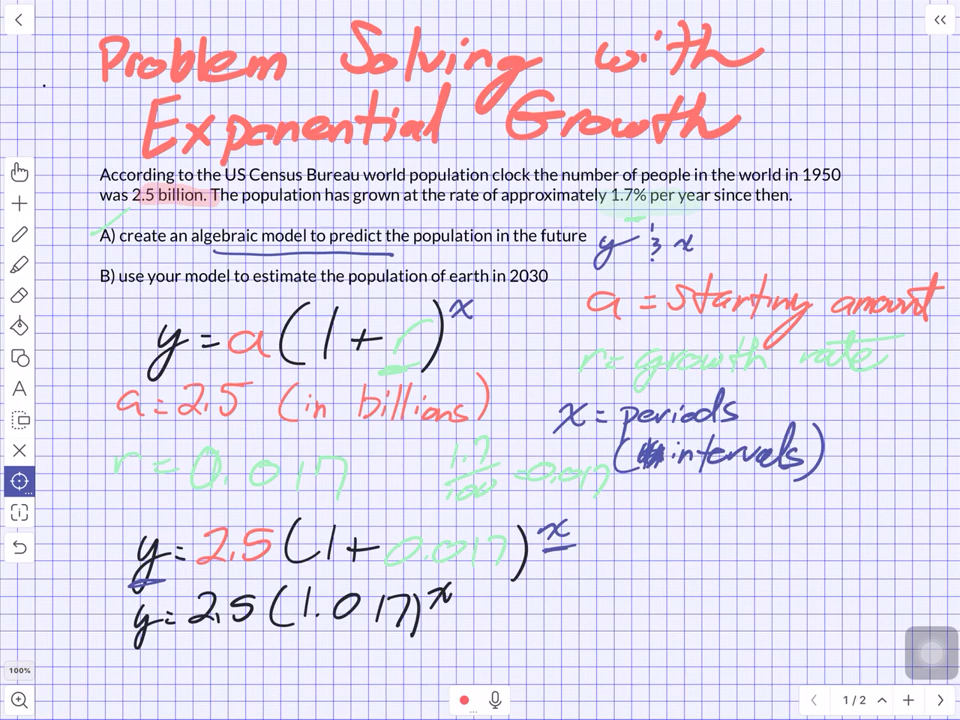 Problem Solving with
Exponential Growth
According to the US Census Bureau world population clock the number of people in the world in 1950
was 2.5 billion. The population has grown at the rate of approximately 1.7% per year since then.
A) create an algebraic model to predict the population in the future
y & x
B) use your model to estimate the population of earth in 2030
a = starting amount
y = a(1 + r)^x
r = growth rate
a = 2.5 (in billions)
x = periods
(intervals)
r = 0.017
1.7/100 = 0.017
y = 2.5(1 + 0.017)^x
y = 2.5(1.017)^x
A
100%
1/2